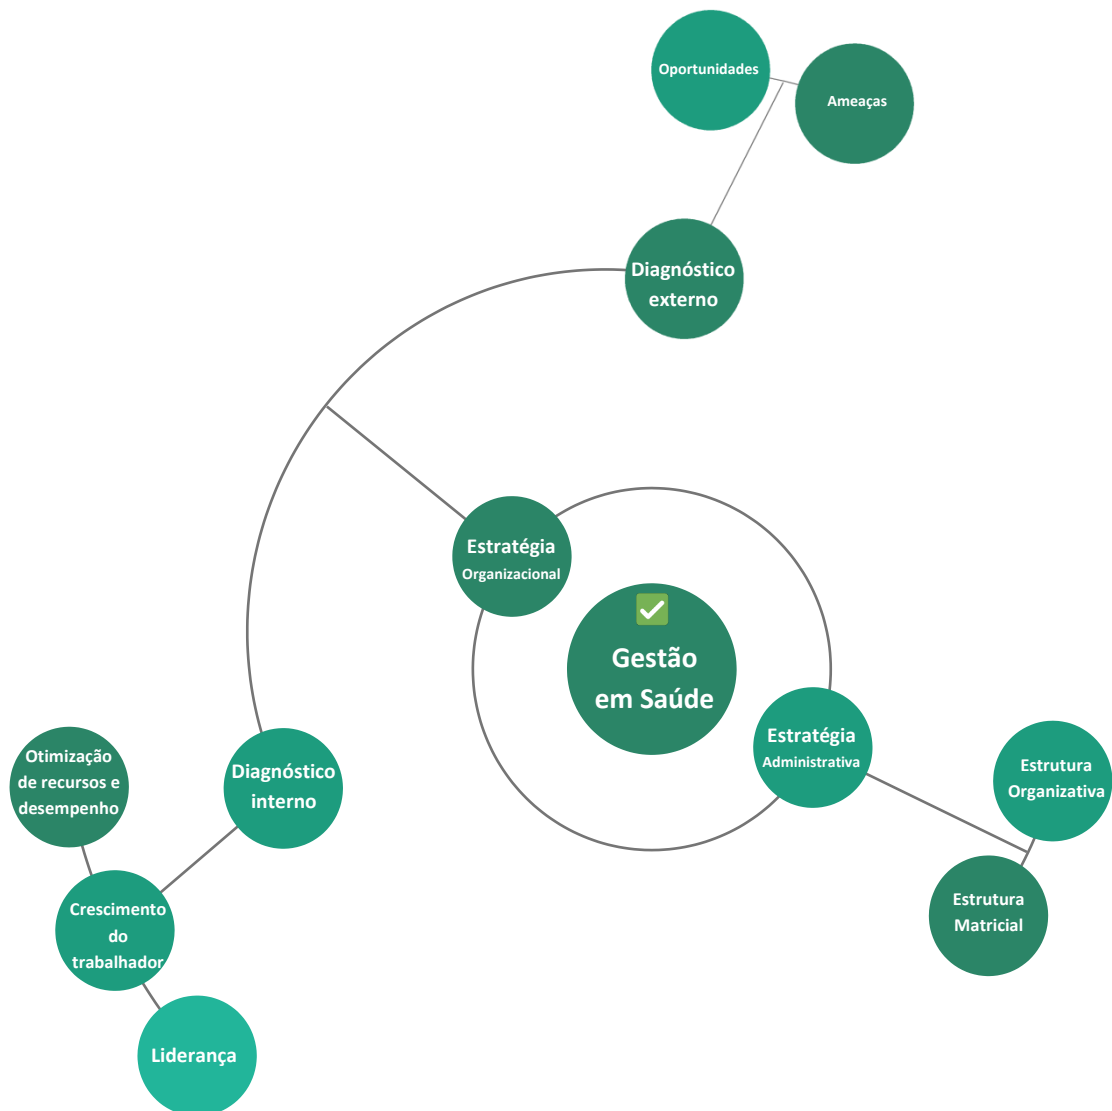 Oportunidades
Ameaças
Diagnóstico
externo
Estratégia
Organizacional
Gestão
em Saúde
Estratégia
Administrativa
Estrutura
Organizativa
Estrutura
Matricial
Diagnóstico
interno
Otimização
de recursos e
desempenho
Crescimento
do
trabalhador
Liderança